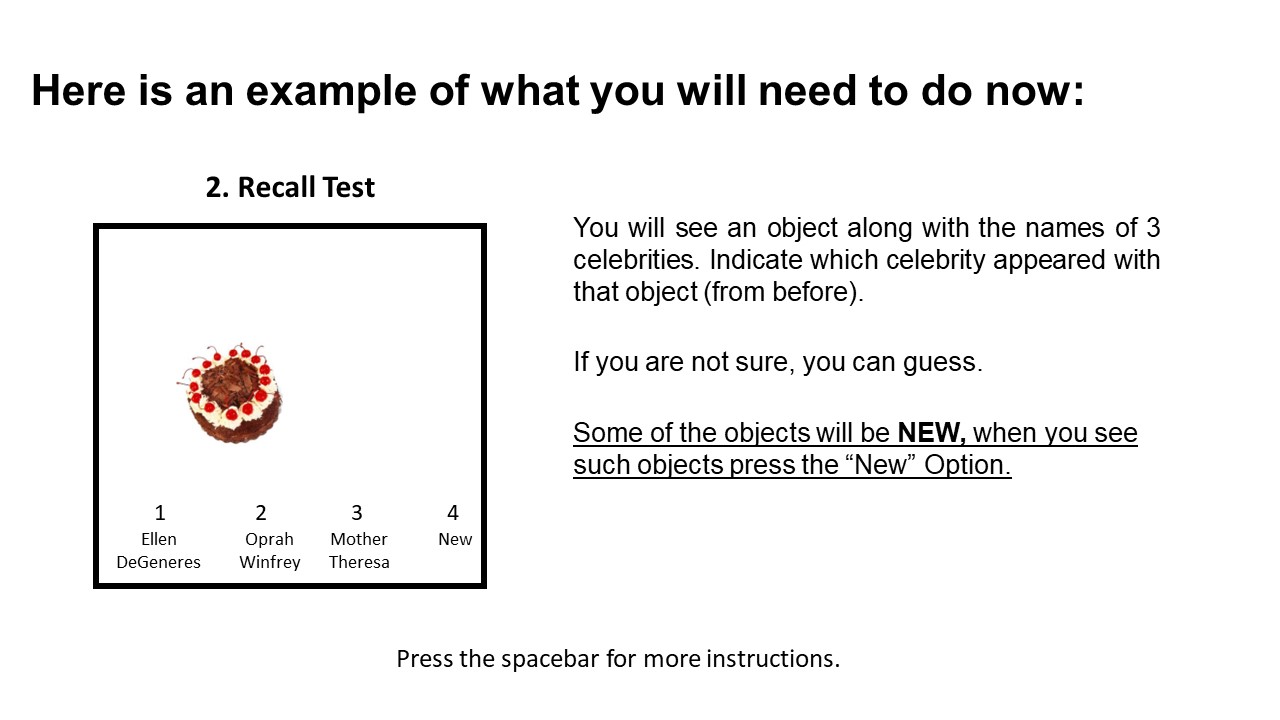 Here is an example of what you will need to do now:
2. Recall Test
1 2 3 4
Ellen Oprah Mother New
DeGeneres Winfrey Theresa
You will see an object along with the names of 3
celebrities. Indicate which celebrity appeared with
that object (from before).
If you are not sure, you can guess.
Some of the objects will be NEW, when you see
such objects press the “New” Option.
Press the spacebar for more instructions.